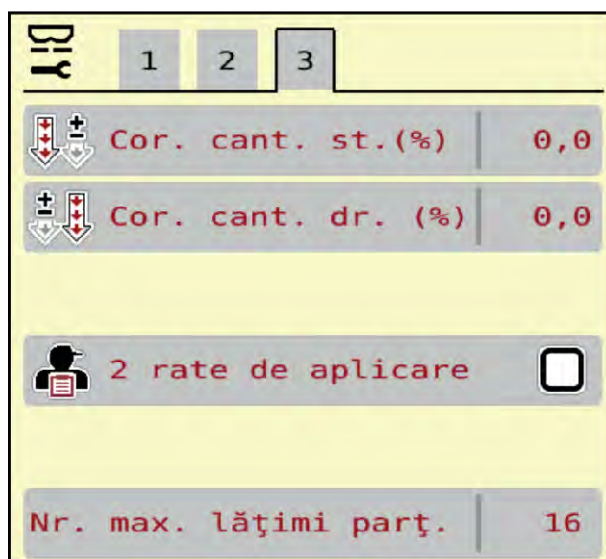 1 2 3
Cor. cant. st.(%) 0,0
Cor. cant. dr. (%) 0,0
2 rate de aplicare
Nr. max. lăţimi parţ. 16